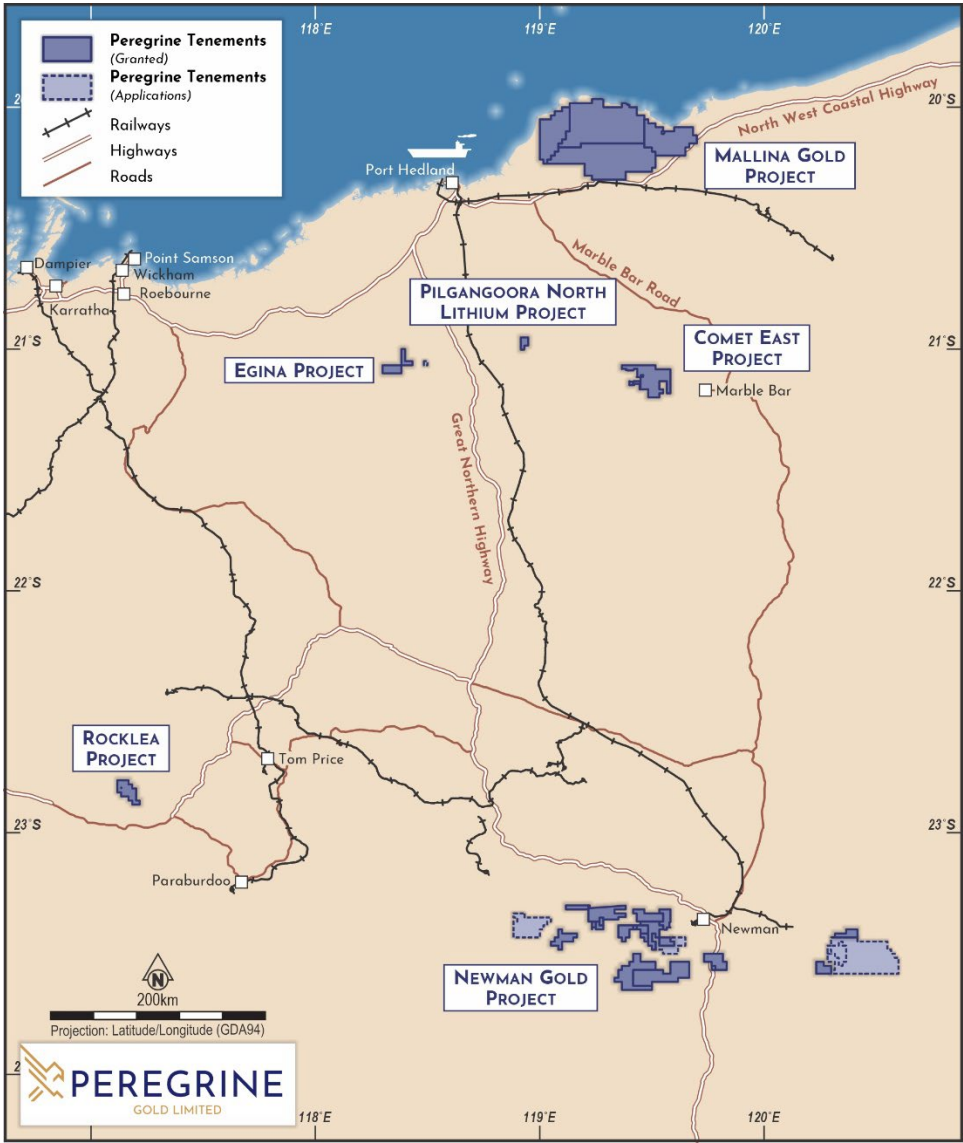 118°E
119°E
120°E
Peregrine Tenements
(Granted)
Peregrine Tenements
(Applications)
Railways
Highways
Roads
20°S
North West Coastal Highway
MALLINA GOLD
PROJECT
Port Hedland
Marble Bar Road
Dampier
Point Samson
Wickham
Roebourne
Karratha
PILGANGOORA NORTH
LITHIUM PROJECT
21°S
21°S
EGINA PROJECT
COMET EAST
PROJECT
Marble Bar
Great Northern Highway
22°S
22°S
ROCKLEA
PROJECT
Tom Price
23°S
23°S
Paraburdoo
Newman
NEWMAN GOLD
PROJECT
N
200km
Projection: Latitude/Longitude (GDA94)
PEREGRINE
GOLD LIMITED
118°E
119°E
120°E